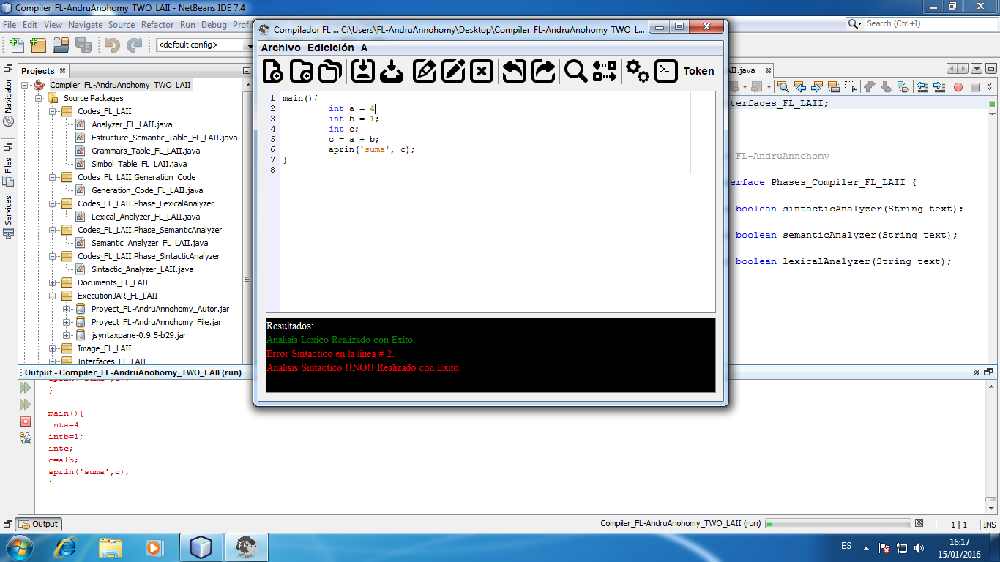 Compiler_FL-AndruAnohomy_TWO_LAII - NetBeans IDE 7.4
File Edit View Navigate Source Refactor Run Debug Profi
Search (Ctrl+I)
<default config>
Projects
Navigator
Files
Services
Compiler_FL-AndruAnohomy_TWO_LAII
Source Packages
Codes_FL_LAII
Analyzer_FL_LAII.java
Estructure_Semantic_Table_FL_LAII.java
Grammars_Table_FL_LAII.java
Simbol_Table_FL_LAII.java
Codes_FL_LAII.Generation_Code
Generation_Code_FL_LAII.java
Codes_FL_LAII.Phase_LexicalAnalyzer
Lexical_Analyzer_FL_LAII.java
Codes_FL_LAII.Phase_SemanticAnalyzer
Semantic_Analyzer_FL_LAII.java
Codes_FL_LAII.Phase_SintacticAnalyzer
Sintactic_Analyzer_LAII.java
Documents_FL_LAII
ExecutionJAR_FL_LAII
Proyect_FL-AndruAnnohomy_Autor.jar
Proyect_FL-AndruAnnohomy_File.jar
jsyntaxpane-0.9.5-b29.jar
Image_FL_LAII
Interfaces_FL_LAII
Compilador FL ... C:\Users\FL-AndruAnnohomy\Desktop\Compiler_FL-AndruAnohomy_TWO_L...
Archivo Edicición A
Token
1 main(){
2 int a = 4
3 int b = 1;
4 int c;
5 c = a + b;
6 aprin('suma', c);
7 }
8
Resultados:
Analisis Lexico Realizado con Exito.
Error Sintactico en la linea # 2.
Analisis Sintactico !!NO!! Realizado con Exito.
II.java
terfaces_FL_LAII;
FL-AndruAnnohomy
erface Phases_Compiler_FL_LAII {
boolean sintacticAnalyzer(String text);
boolean semanticAnalyzer(String text);
boolean lexicalAnalyzer(String text);
Output - Compiler_FL-AndruAnohomy_TWO_LAII (run)
aprin('suma',c);
}
main(){
inta=4
intb=1;
intc;
c=a+b;
aprin('suma',c);
}
Output
Compiler_FL-AndruAnohomy_TWO_LAII (run)
1 | 1
INS
ES
16:17
15/01/2016